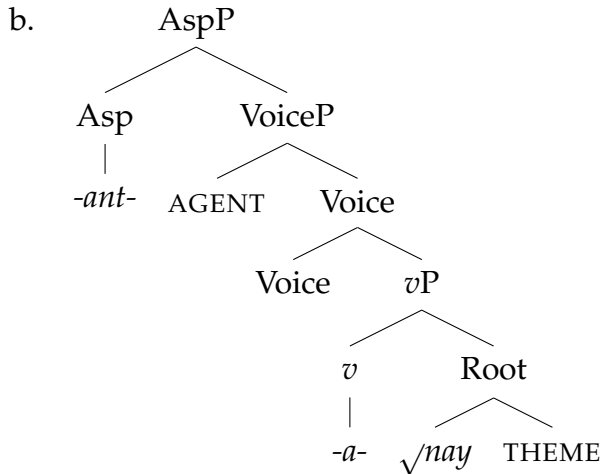 b. AspP
Asp VoiceP
-ant- AGENT Voice
Voice vP
v Root
-a- √nay THEME